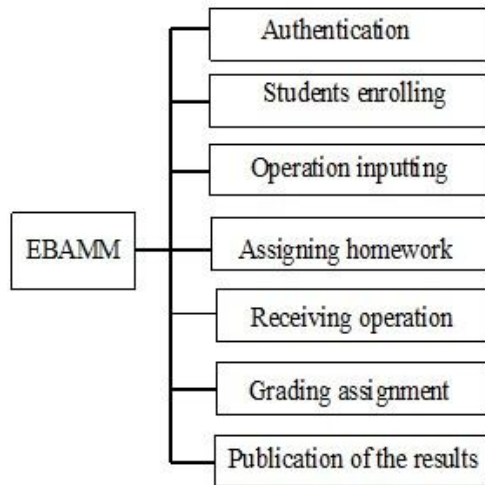 Authentication
Students enrolling
Operation inputting
EBAMM
Assigning homework
Receiving operation
Grading assignment
Publication of the results